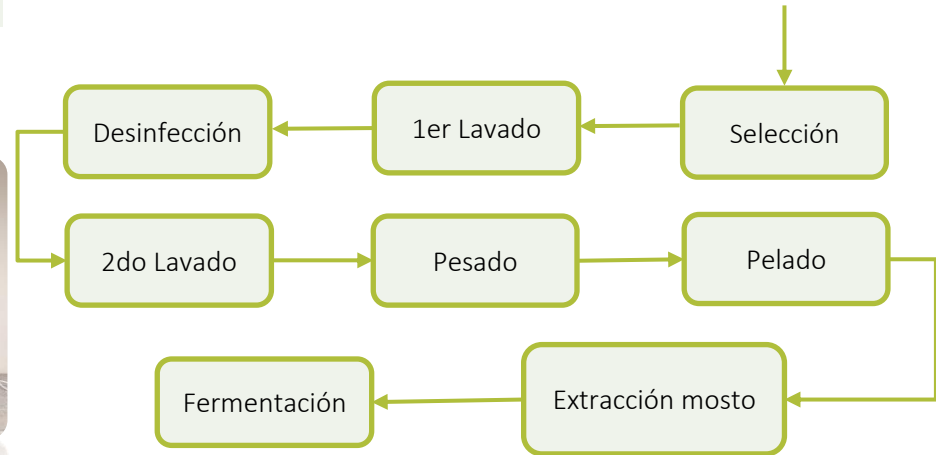 Selección
1er Lavado
Desinfección
2do Lavado
Pesado
Pelado
Extracción mosto
Fermentación